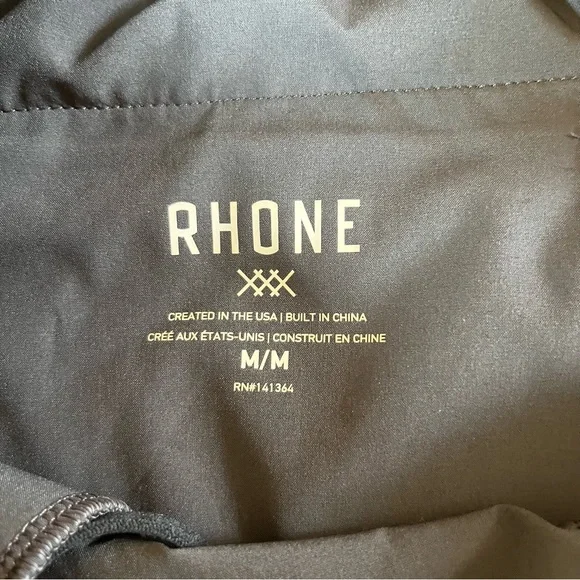 RHONE
CREATED IN THE USA | BUILT IN CHINA
CRÉÉ AUX ÉTATS-UNIS | CONSTRUIT EN CHINE
M/M
RN#141364